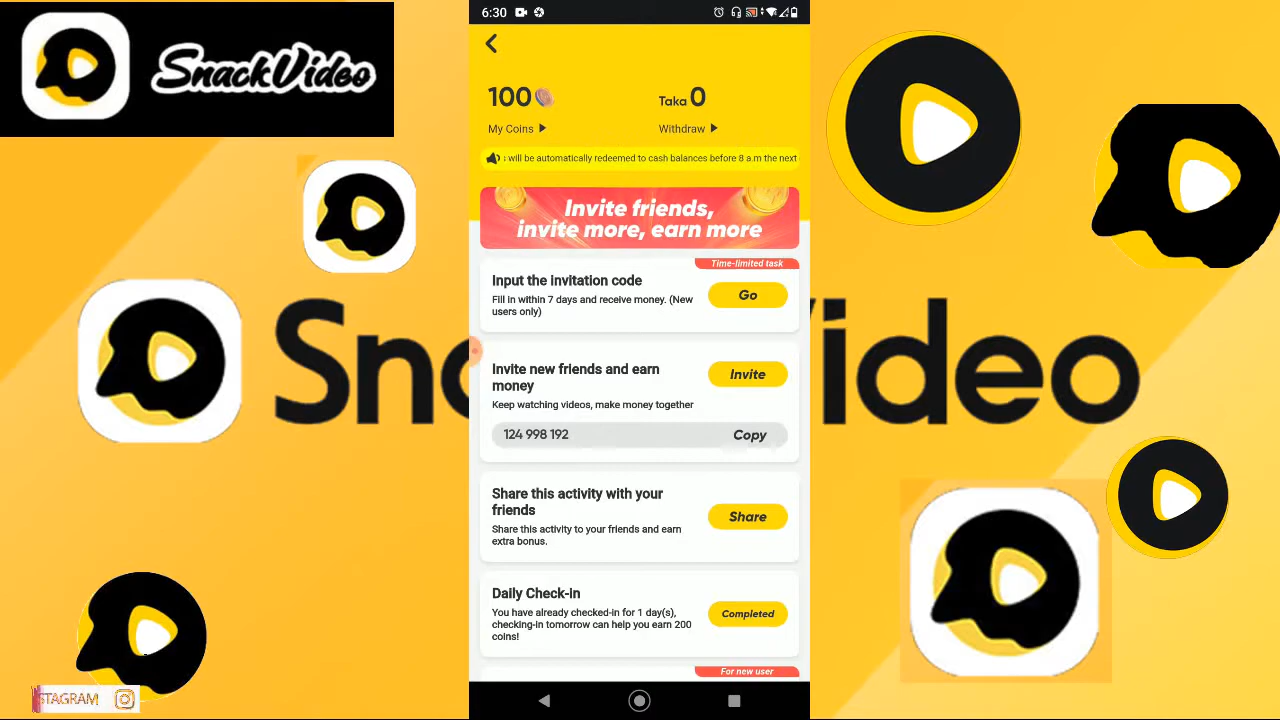 SnackVideo
6:30
100
Taka 0
My Coins
Withdraw
will be automatically redeemed to cash balances before 8 a.m the next
Invite friends,
invite more, earn more
Time-limited task
Input the invitation code
Fill in within 7 days and receive money. (New
users only)
Go
Invite new friends and earn
money
Keep watching videos, make money together
Invite
124 998 192
Copy
Share this activity with your
friends
Share this activity to your friends and earn
extra bonus.
Share
Daily Check-in
You have already checked-in for 1 day(s),
checking-in tomorrow can help you earn 200
coins!
Completed
For new user
Sn
ideo
STAGRAM